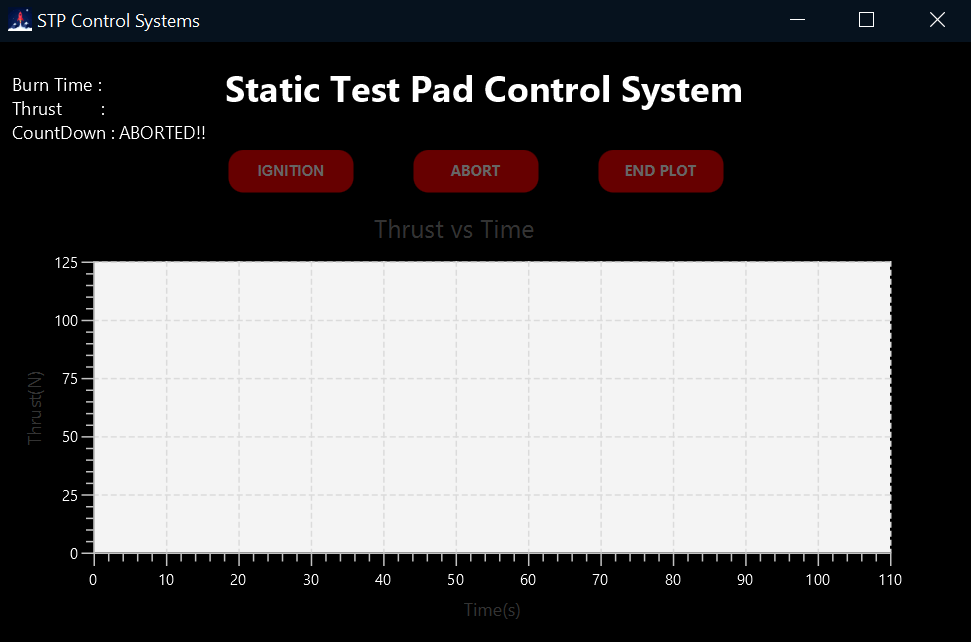 STP Control Systems
Static Test Pad Control System
Burn Time :
Thrust :
CountDown : ABORTED!!
IGNITION ABORT END PLOT
Thrust vs Time
Thrust(N)
125
100
75
50
25
0
0 10 20 30 40 50 60 70 80 90 100 110
Time(s)